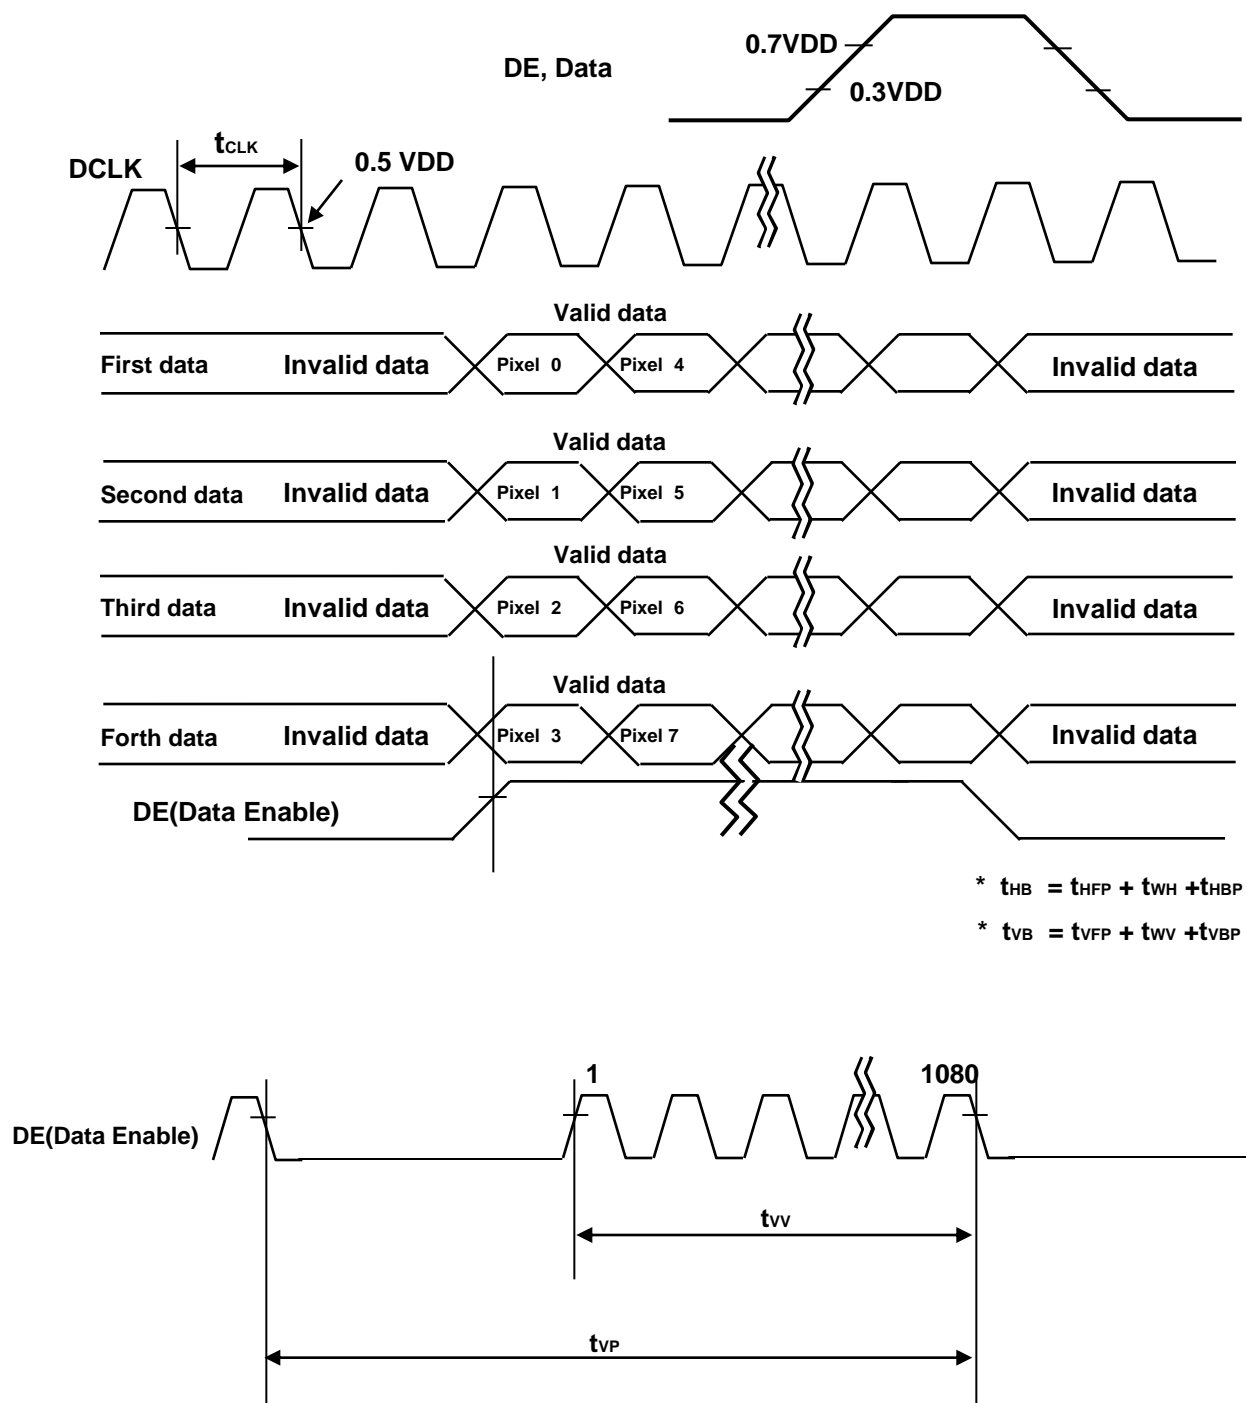 0.7VDD
DE, Data
0.3VDD
tCLK
DCLK
0.5 VDD
Valid data
First data Invalid data Pixel 0 Pixel 4 Invalid data
Valid data
Second data Invalid data Pixel 1 Pixel 5 Invalid data
Valid data
Third data Invalid data Pixel 2 Pixel 6 Invalid data
Valid data
Forth data Invalid data Pixel 3 Pixel 7 Invalid data
DE(Data Enable)
* tHB = tHFP + tWH +tHBP
* tVB = tVFP + tWV +tVBP
1 1080
DE(Data Enable)
tVV
tVP